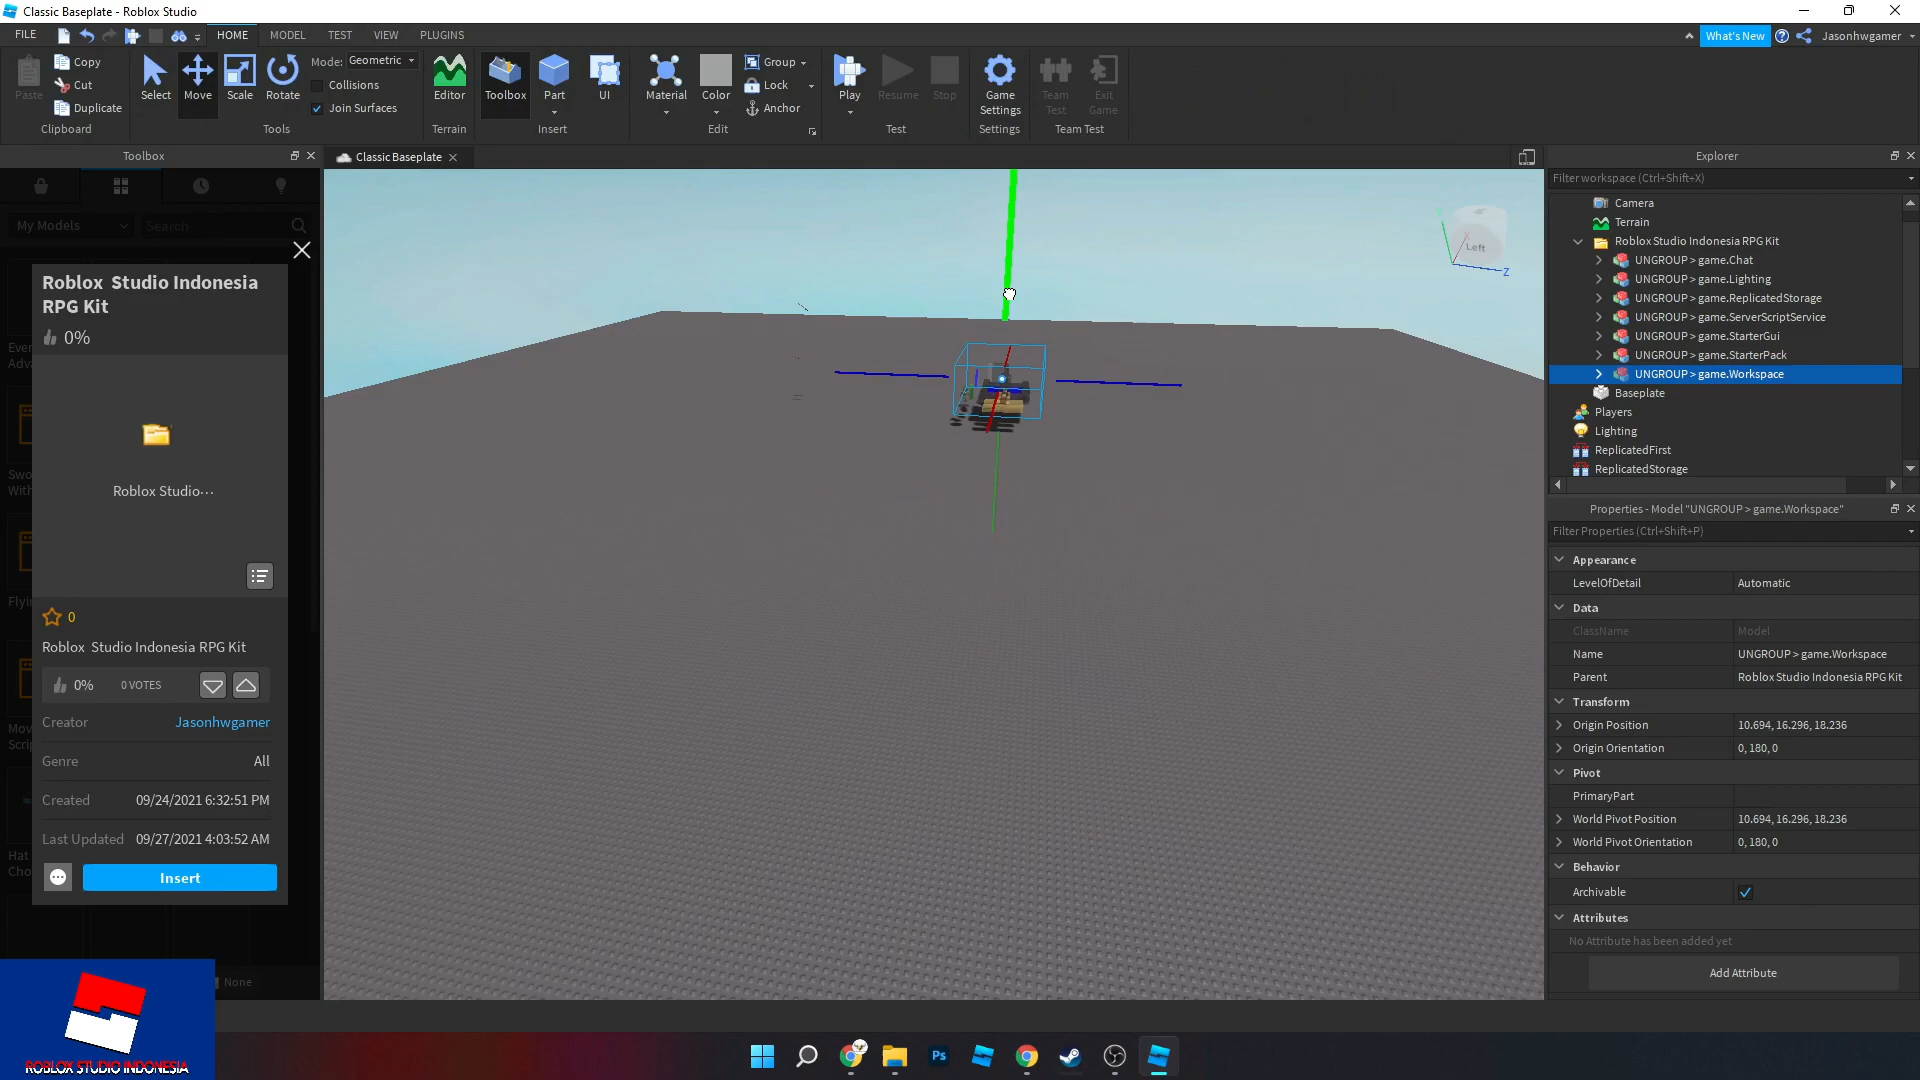 Classic Baseplate - Roblox Studio
FILE HOME MODEL TEST VIEW PLUGINS What's New Jasonhwgamer
Paste Copy Cut Duplicate Clipboard
Select Move Scale Rotate Mode: Geometric Collisions Join Surfaces Tools
Editor Terrain
Toolbox Part UI Insert
Material Color Group Lock Anchor Edit
Play Resume Stop Test
Game Settings Settings
Team Test Exit Game Team Test
Toolbox
My Models Search
Roblox Studio Indonesia
RPG Kit
0%
Roblox Studio...
0
Roblox Studio Indonesia RPG Kit
0% 0 VOTES
Creator Jasonhwgamer
Genre All
Created 09/24/2021 6:32:51 PM
Last Updated 09/27/2021 4:03:52 AM
Insert
None
ROBLOX STUDIO INDONESIA
Classic Baseplate
Left
Z
Explorer
Filter workspace (Ctrl+Shift+X)
Camera
Terrain
Roblox Studio Indonesia RPG Kit
UNGROUP > game.Chat
UNGROUP > game.Lighting
UNGROUP > game.ReplicatedStorage
UNGROUP > game.ServerScriptService
UNGROUP > game.StarterGui
UNGROUP > game.StarterPack
UNGROUP > game.Workspace
Baseplate
Players
Lighting
ReplicatedFirst
ReplicatedStorage
Properties - Model "UNGROUP > game.Workspace"
Filter Properties (Ctrl+Shift+P)
Appearance
LevelOfDetail Automatic
Data
ClassName Model
Name UNGROUP > game.Workspace
Parent Roblox Studio Indonesia RPG Kit
Transform
Origin Position 10.694, 16.296, 18.236
Origin Orientation 0, 180, 0
Pivot
PrimaryPart
World Pivot Position 10.694, 16.296, 18.236
World Pivot Orientation 0, 180, 0
Behavior
Archivable
Attributes
No Attribute has been added yet
Add Attribute
Ps